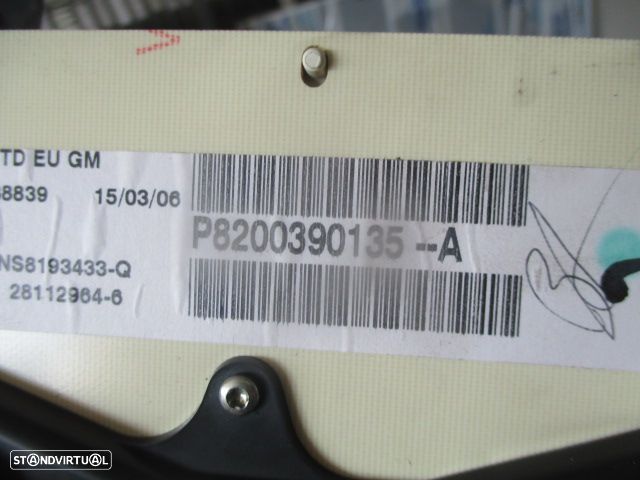 TD EU GM
8839 15/03/06
P8200390135--A
NS8193433-Q
28112964-6
STANDVIRTUAL